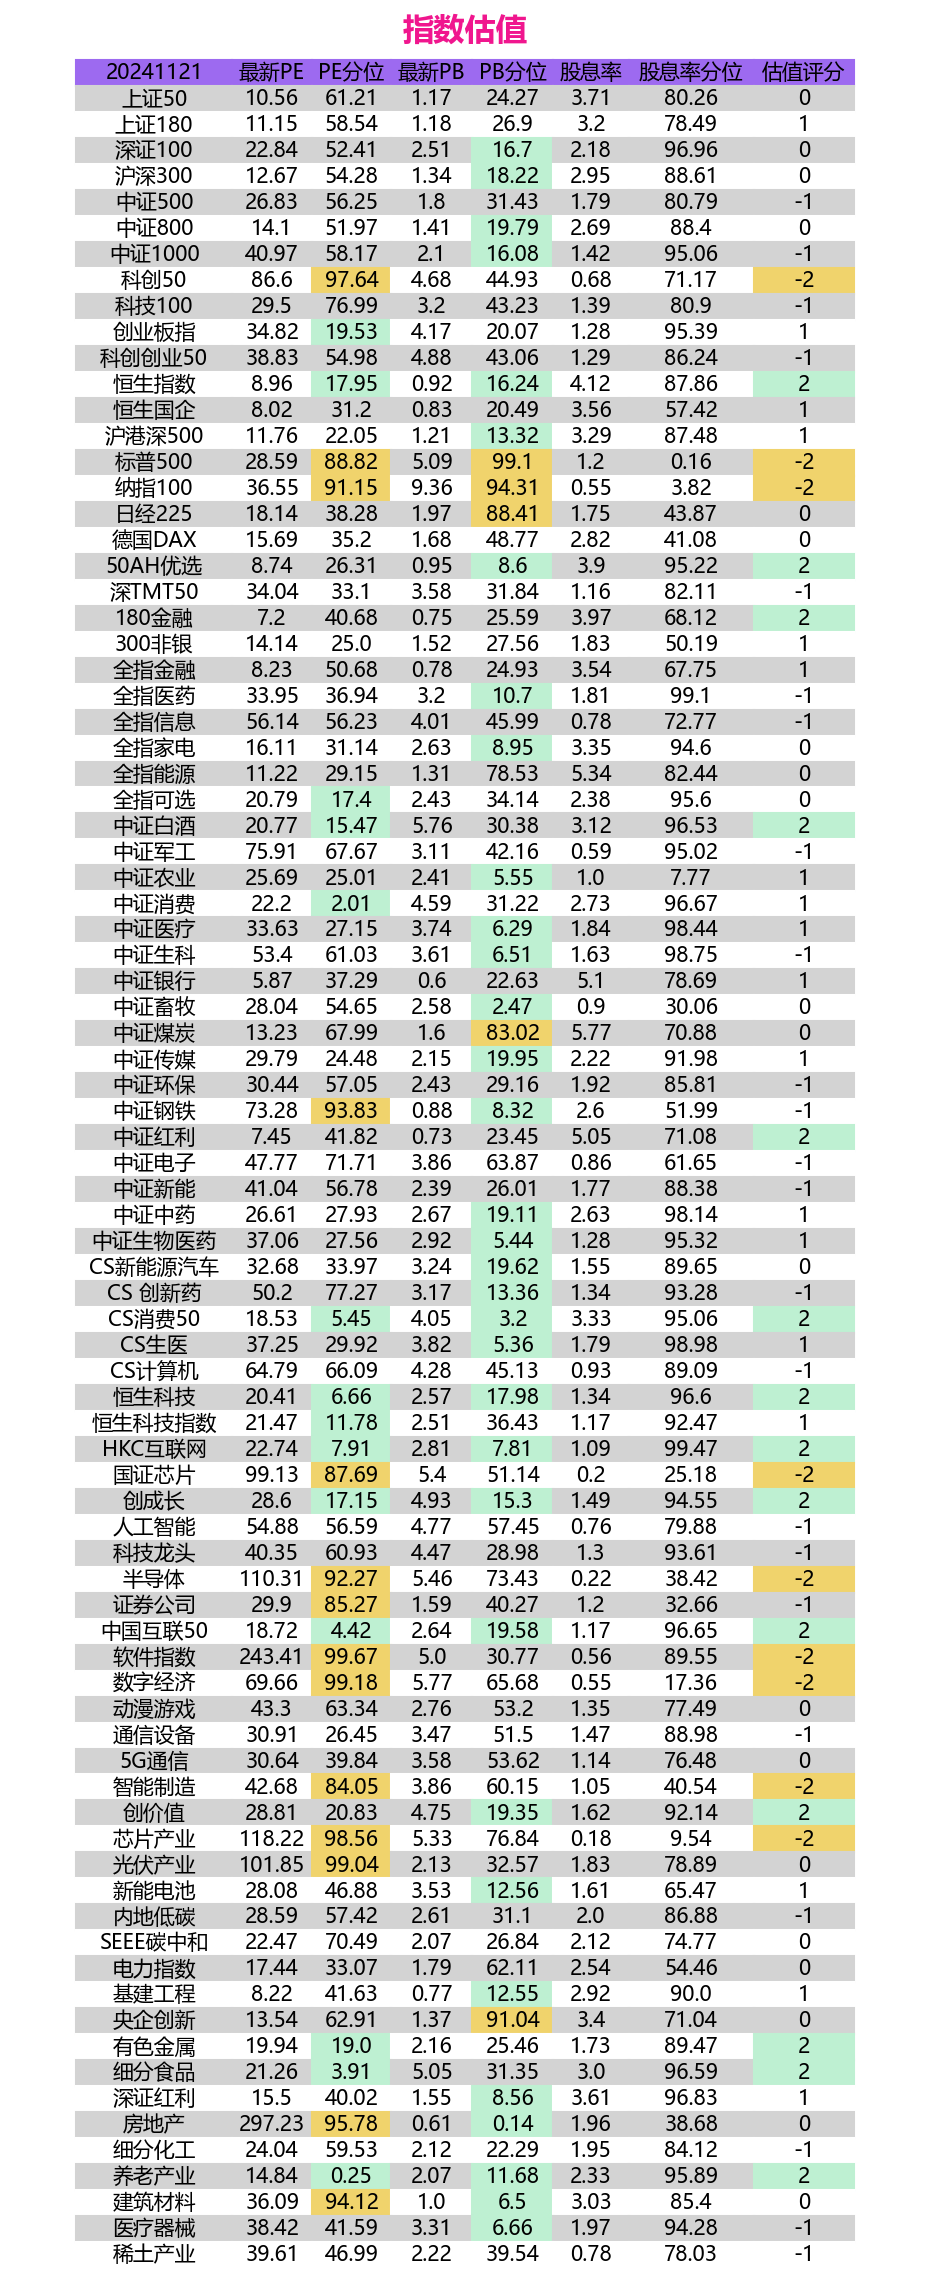 指数估值
20241121 最新PE PE分位 最新PB PB分位 股息率 股息率分位 估值评分
上证50 10.56 61.21 1.17 24.27 3.71 80.26 0
上证180 11.15 58.54 1.18 26.9 3.2 78.49 1
深证100 22.84 52.41 2.51 16.7 2.18 96.96 0
沪深300 12.67 54.28 1.34 18.22 2.95 88.61 0
中证500 26.83 56.25 1.8 31.43 1.79 80.79 -1
中证800 14.1 51.97 1.41 19.79 2.69 88.4 0
中证1000 40.97 58.17 2.1 16.08 1.42 95.06 -1
科创50 86.6 97.64 4.68 44.93 0.68 71.17 -2
科技100 29.5 76.99 3.2 43.23 1.39 80.9 -1
创业板指 34.82 19.53 4.17 20.07 1.28 95.39 1
科创创业50 38.83 54.98 4.88 43.06 1.29 86.24 -1
恒生指数 8.96 17.95 0.92 16.24 4.12 87.86 2
恒生国企 8.02 31.2 0.83 20.49 3.56 57.42 1
沪港深500 11.76 22.05 1.21 13.32 3.29 87.48 1
标普500 28.59 88.82 5.09 99.1 1.2 0.16 -2
纳指100 36.55 91.15 9.36 94.31 0.55 3.82 -2
日经225 18.14 38.28 1.97 88.41 1.75 43.87 0
德国DAX 15.69 35.2 1.68 48.77 2.82 41.08 0
50AH优选 8.74 26.31 0.95 8.6 3.9 95.22 2
深TMT50 34.04 33.1 3.58 31.84 1.16 82.11 -1
180金融 7.2 40.68 0.75 25.59 3.97 68.12 2
300非银 14.14 25.0 1.52 27.56 1.83 50.19 1
全指金融 8.23 50.68 0.78 24.93 3.54 67.75 1
全指医药 33.95 36.94 3.2 10.7 1.81 99.1 -1
全指信息 56.14 56.23 4.01 45.99 0.78 72.77 -1
全指家电 16.11 31.14 2.63 8.95 3.35 94.6 0
全指能源 11.22 29.15 1.31 78.53 5.34 82.44 0
全指可选 20.79 17.4 2.43 34.14 2.38 95.6 0
中证白酒 20.77 15.47 5.76 30.38 3.12 96.53 2
中证军工 75.91 67.67 3.11 42.16 0.59 95.02 -1
中证农业 25.69 25.01 2.41 5.55 1.0 7.77 1
中证消费 22.2 2.01 4.59 31.22 2.73 96.67 1
中证医疗 33.63 27.15 3.74 6.29 1.84 98.44 1
中证生科 53.4 61.03 3.61 6.51 1.63 98.75 -1
中证银行 5.87 37.29 0.6 22.63 5.1 78.69 1
中证畜牧 28.04 54.65 2.58 2.47 0.9 30.06 0
中证煤炭 13.23 67.99 1.6 83.02 5.77 70.88 0
中证传媒 29.79 24.48 2.15 19.95 2.22 91.98 1
中证环保 30.44 57.05 2.43 29.16 1.92 85.81 -1
中证钢铁 73.28 93.83 0.88 8.32 2.6 51.99 -1
中证红利 7.45 41.82 0.73 23.45 5.05 71.08 2
中证电子 47.77 71.71 3.86 63.87 0.86 61.65 -1
中证新能 41.04 56.78 2.39 26.01 1.77 88.38 -1
中证中药 26.61 27.93 2.67 19.11 2.63 98.14 1
中证生物医药 37.06 27.56 2.92 5.44 1.28 95.32 1
CS新能源汽车 32.68 33.97 3.24 19.62 1.55 89.65 0
CS 创新药 50.2 77.27 3.17 13.36 1.34 93.28 -1
CS消费50 18.53 5.45 4.05 3.2 3.33 95.06 2
CS生医 37.25 29.92 3.82 5.36 1.79 98.98 1
CS计算机 64.79 66.09 4.28 45.13 0.93 89.09 -1
恒生科技 20.41 6.66 2.57 17.98 1.34 96.6 2
恒生科技指数 21.47 11.78 2.51 36.43 1.17 92.47 1
HKC互联网 22.74 7.91 2.81 7.81 1.09 99.47 2
国证芯片 99.13 87.69 5.4 51.14 0.2 25.18 -2
创成长 28.6 17.15 4.93 15.3 1.49 94.55 2
人工智能 54.88 56.59 4.77 57.45 0.76 79.88 -1
科技龙头 40.35 60.93 4.47 28.98 1.3 93.61 -1
半导体 110.31 92.27 5.46 73.43 0.22 38.42 -2
证券公司 29.9 85.27 1.59 40.27 1.2 32.66 -1
中国互联50 18.72 4.42 2.64 19.58 1.17 96.65 2
软件指数 243.41 99.67 5.0 30.77 0.56 89.55 -2
数字经济 69.66 99.18 5.77 65.68 0.55 17.36 -2
动漫游戏 43.3 63.34 2.76 53.2 1.35 77.49 0
通信设备 30.91 26.45 3.47 51.5 1.47 88.98 -1
5G通信 30.64 39.84 3.58 53.62 1.14 76.48 0
智能制造 42.68 84.05 3.86 60.15 1.05 40.54 -2
创价值 28.81 20.83 4.75 19.35 1.62 92.14 2
芯片产业 118.22 98.56 5.33 76.84 0.18 9.54 -2
光伏产业 101.85 99.04 2.13 32.57 1.83 78.89 0
新能电池 28.08 46.88 3.53 12.56 1.61 65.47 1
内地低碳 28.59 57.42 2.61 31.1 2.0 86.88 -1
SEEE碳中和 22.47 70.49 2.07 26.84 2.12 74.77 0
电力指数 17.44 33.07 1.79 62.11 2.54 54.46 0
基建工程 8.22 41.63 0.77 12.55 2.92 90.0 1
央企创新 13.54 62.91 1.37 91.04 3.4 71.04 0
有色金属 19.94 19.0 2.16 25.46 1.73 89.47 2
细分食品 21.26 3.91 5.05 31.35 3.0 96.59 2
深证红利 15.5 40.02 1.55 8.56 3.61 96.83 1
房地产 297.23 95.78 0.61 0.14 1.96 38.68 0
细分化工 24.04 59.53 2.12 22.29 1.95 84.12 -1
养老产业 14.84 0.25 2.07 11.68 2.33 95.89 2
建筑材料 36.09 94.12 1.0 6.5 3.03 85.4 0
医疗器械 38.42 41.59 3.31 6.66 1.97 94.28 -1
稀土产业 39.61 46.99 2.22 39.54 0.78 78.03 -1